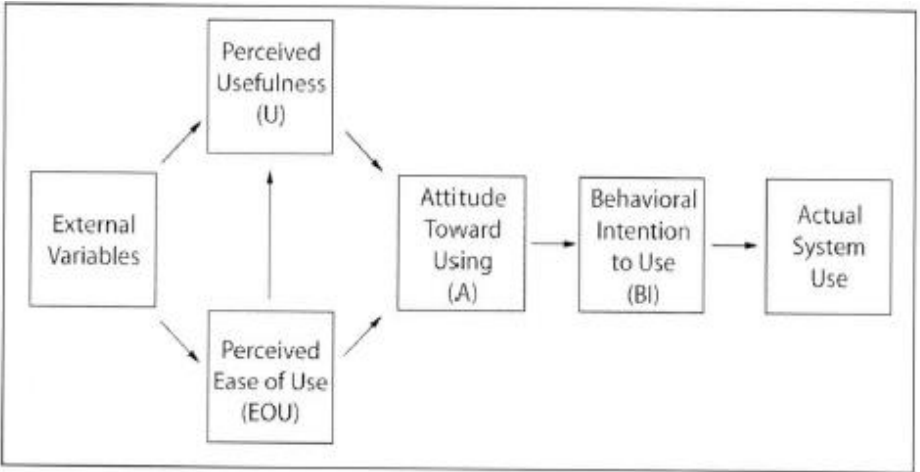 Perceived
Usefulness
(U)
External
Variables
Attitude
Toward
Using
(A)
Behavioral
Intention
to Use
(BI)
Actual
System
Use
Perceived
Ease of Use
(EOU)